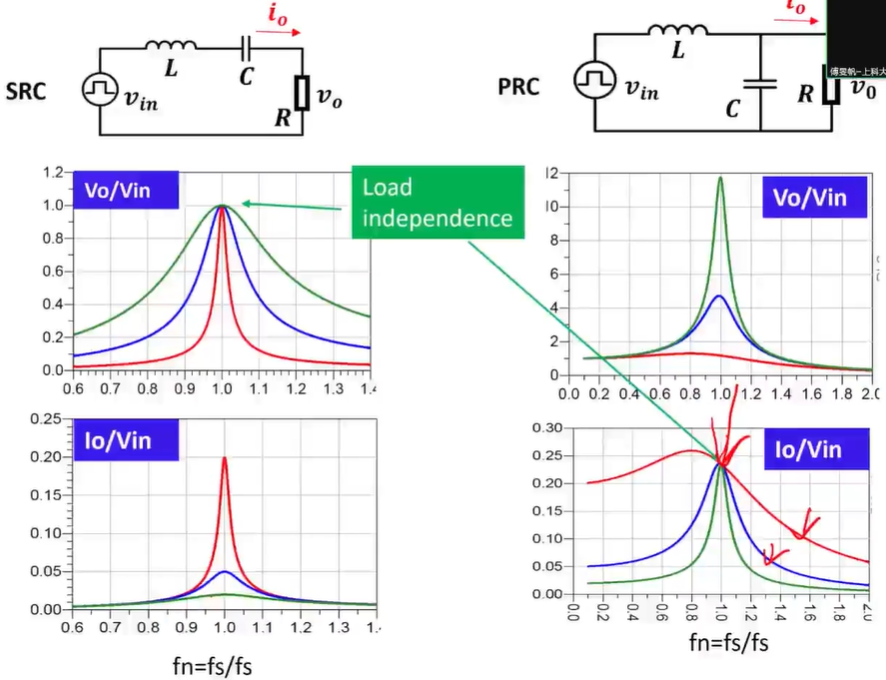 SRC
i_o
L
C
v_in
R
v_o
PRC
i_o
L
v_in
C
R
v_0
傅旻帆-上科大
Vo/Vin
1.2
1.0
0.8
0.6
0.4
0.2
0.0
0.6 0.7 0.8 0.9 1.0 1.1 1.2 1.3 1.4
Load
independence
Vo/Vin
12
10
8
6
4
2
0
0.0 0.2 0.4 0.6 0.8 1.0 1.2 1.4 1.6 1.8 2.0
Io/Vin
0.25
0.20
0.15
0.10
0.05
0.00
0.6 0.7 0.8 0.9 1.0 1.1 1.2 1.3 1.4
fn=fs/fs
Io/Vin
0.30
0.25
0.20
0.15
0.10
0.05
0.00
0.0 0.2 0.4 0.6 0.8 1.0 1.2 1.4 1.6 1.8 2.0
fn=fs/fs